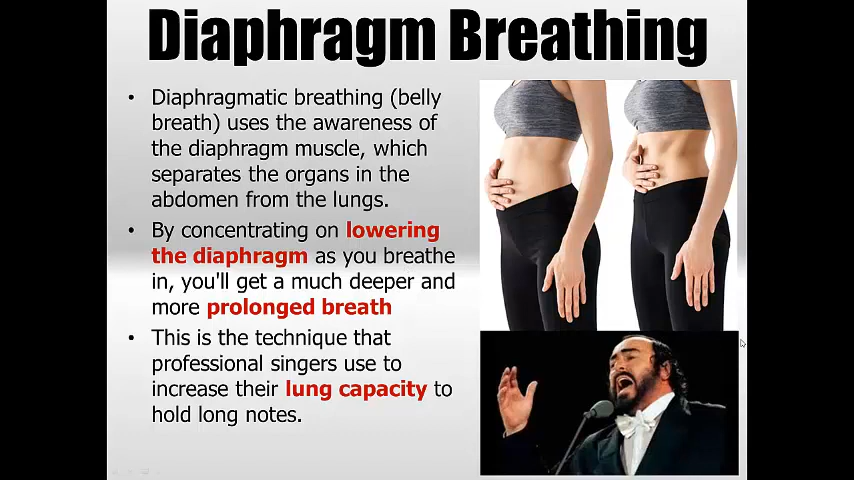 Diaphragm Breathing
• Diaphragmatic breathing (belly
breath) uses the awareness of
the diaphragm muscle, which
separates the organs in the
abdomen from the lungs.
• By concentrating on lowering
the diaphragm as you breathe
in, you'll get a much deeper and
more prolonged breath
• This is the technique that
professional singers use to
increase their lung capacity to
hold long notes.